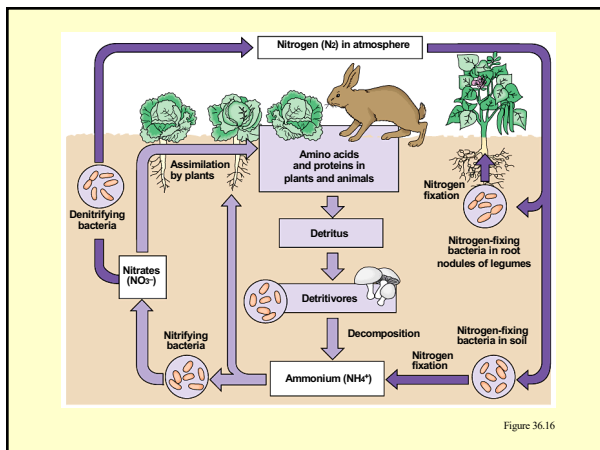 Nitrogen (N2) in atmosphere
Assimilation
by plants
Amino acids
and proteins in
plants and animals
Nitrogen
fixation
Denitrifying
bacteria
Detritus
Nitrogen-fixing
bacteria in root
nodules of legumes
Nitrates
(NO3–)
Detritivores
Nitrifying
bacteria
Decomposition
Nitrogen-fixing
bacteria in soil
Nitrogen
fixation
Ammonium (NH4+)
Figure 36.16